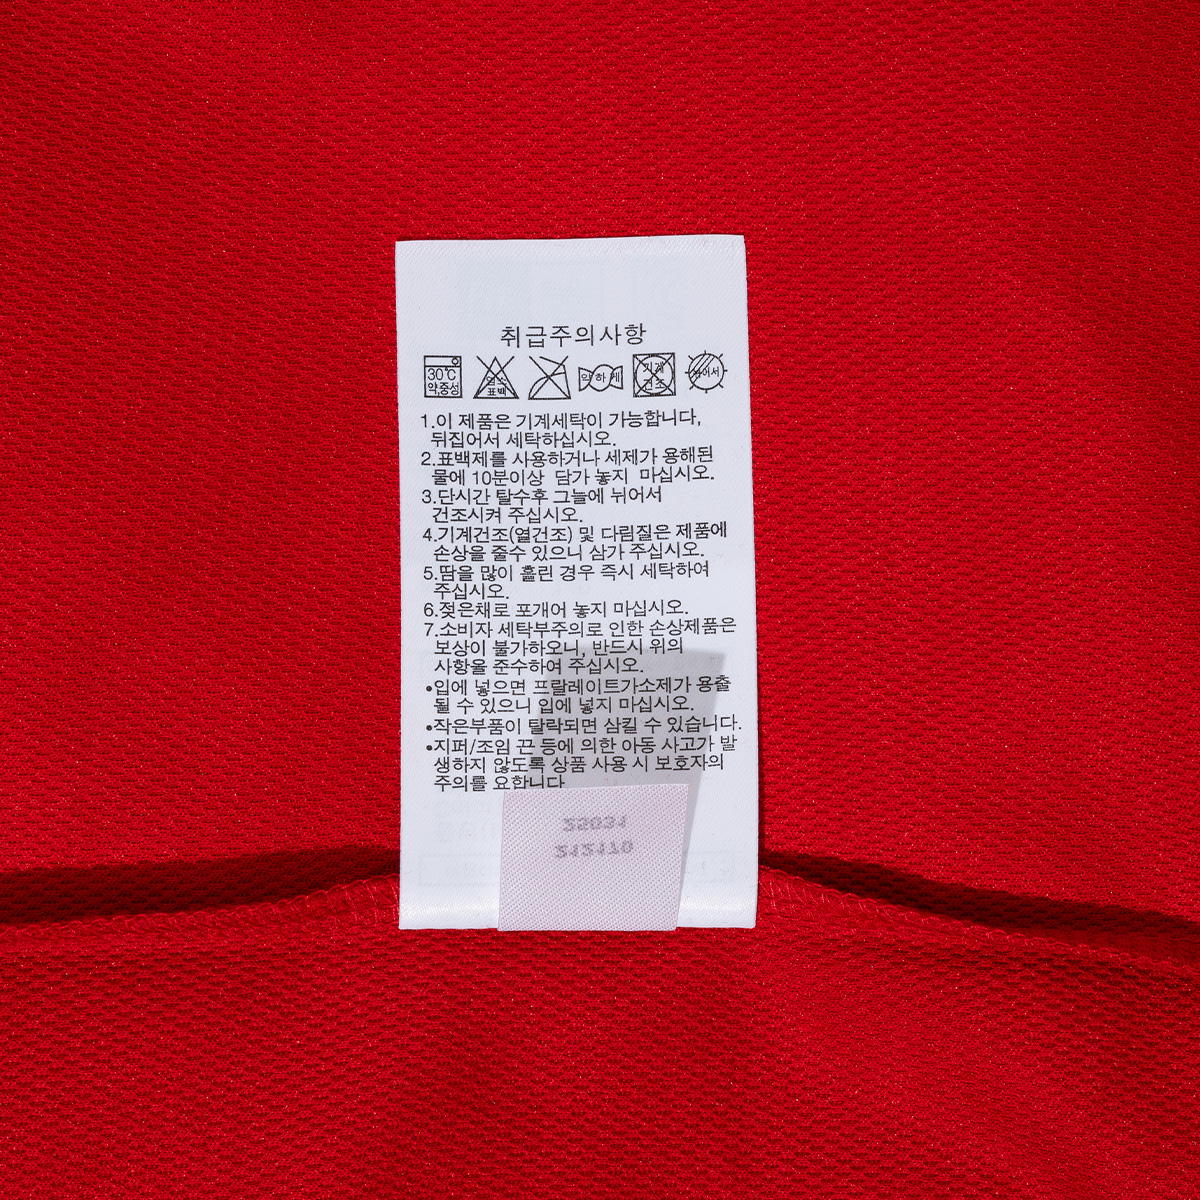 취급주의사항
30℃ 약,중성
염소 표백
약하게
기계 건조
뉘어서
1.이 제품은 기계세탁이 가능합니다,
뒤집어서 세탁하십시오.
2.표백제를 사용하거나 세제가 용해된
물에 10분이상 담가 놓지 마십시오.
3.단시간 탈수후 그늘에 뉘어서
건조시켜 주십시오.
4.기계건조(열건조) 및 다림질은 제품에
손상을 줄수 있으니 삼가 주십시오.
5.땀을 많이 흘린 경우 즉시 세탁하여
주십시오.
6.젖은채로 포개어 놓지 마십시오.
7.소비자 세탁부주의로 인한 손상제품은
보상이 불가하오니, 반드시 위의
사항을 준수하여 주십시오.
•입에 넣으면 프탈레이트가소제가 용출
될 수 있으니 입에 넣지 마십시오.
•작은부품이 탈락되면 삼킬 수 있습니다.
•지퍼/조임 끈 등에 의한 아동 사고가 발
생하지 않도록 상품 사용 시 보호자의
주의를 요합니다
25031
212170